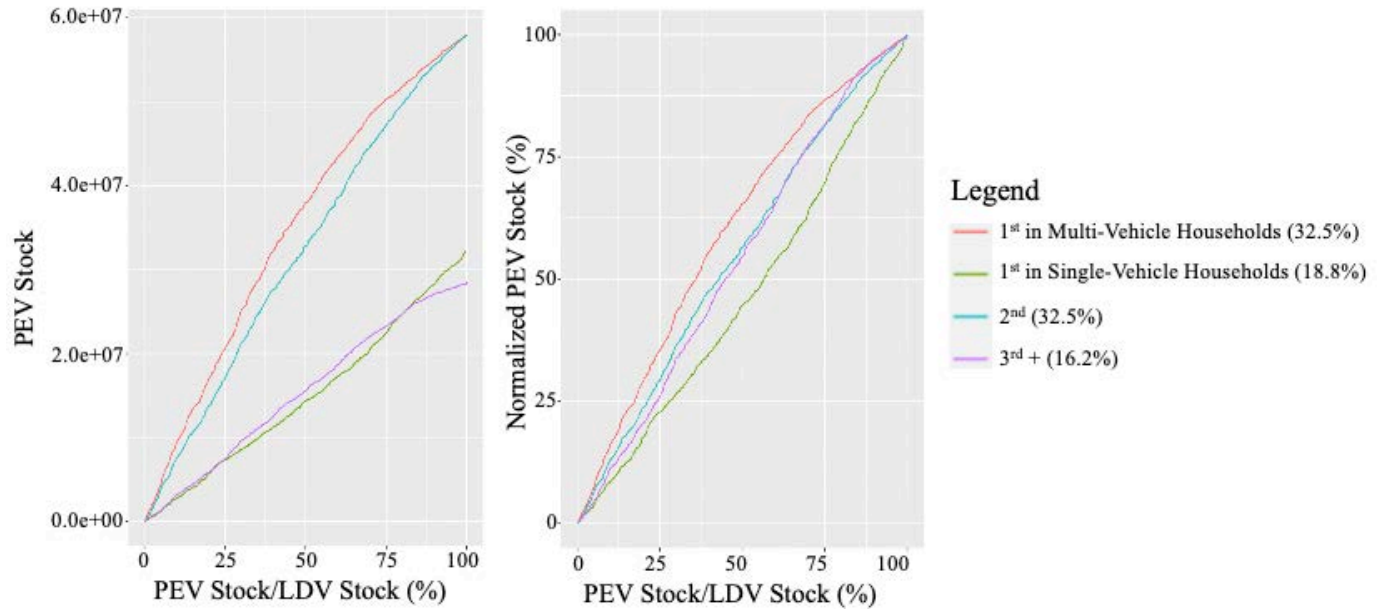 PEV Stock
6.0e+07
4.0e+07
2.0e+07
0.0e+00
0 25 50 75 100
PEV Stock/LDV Stock (%)
Normalized PEV Stock (%)
100
75
50
25
0
0 25 50 75 100
PEV Stock/LDV Stock (%)
Legend
1st in Multi-Vehicle Households (32.5%)
1st in Single-Vehicle Households (18.8%)
2nd (32.5%)
3rd + (16.2%)